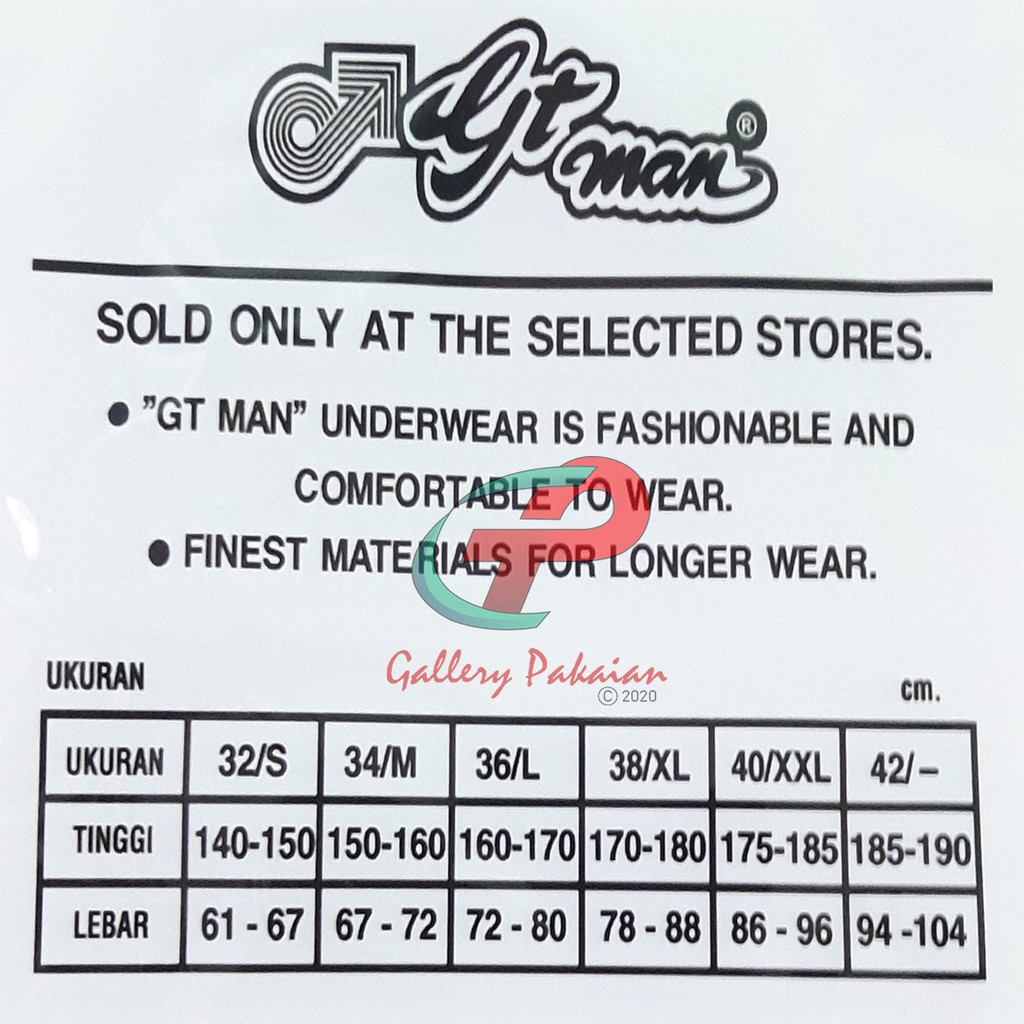 Gt man ®
SOLD ONLY AT THE SELECTED STORES.
● ”GT MAN” UNDERWEAR IS FASHIONABLE AND
COMFORTABLE TO WEAR.
● FINEST MATERIALS FOR LONGER WEAR.
Gallery Pakaian
© 2020
UKURAN cm.
UKURAN 32/S 34/M 36/L 38/XL 40/XXL 42/–
TINGGI 140-150 150-160 160-170 170-180 175-185 185-190
LEBAR 61 - 67 67 - 72 72 - 80 78 - 88 86 - 96 94 -104